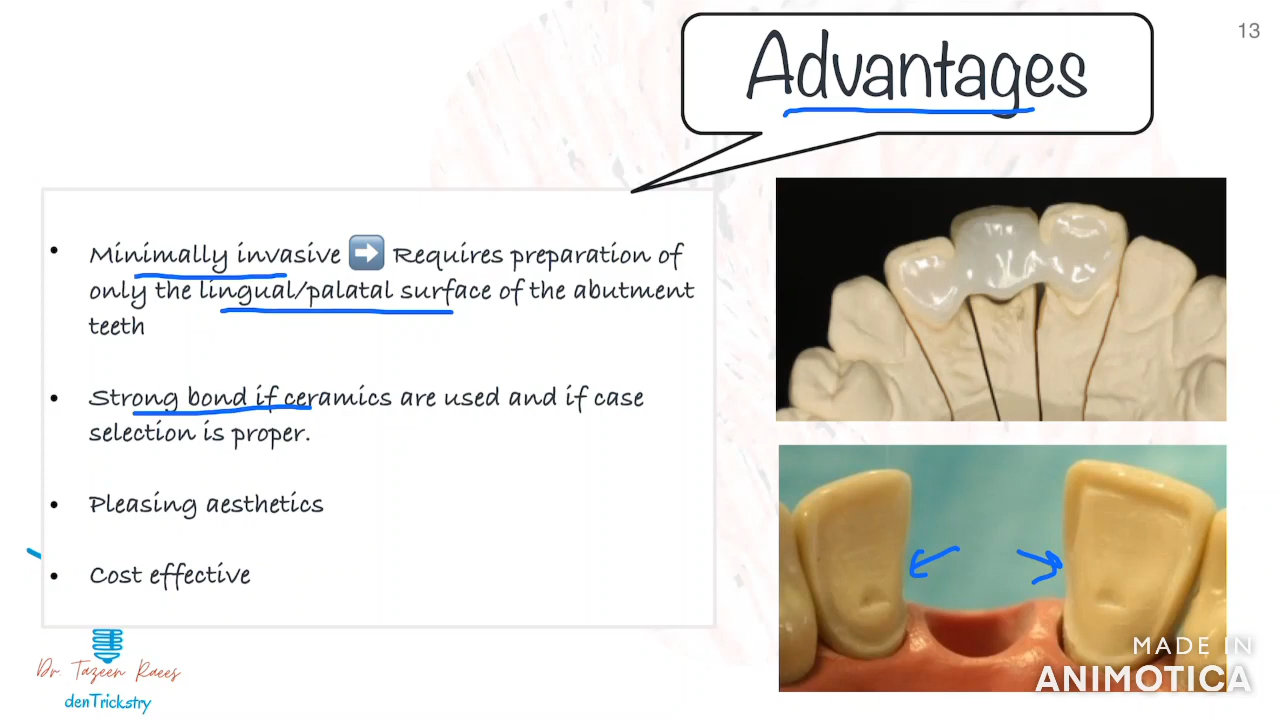 13
Advantages
• Minimally invasive ➡️ Requires preparation of
only the lingual/palatal surface of the abutment
teeth
• Strong bond if ceramics are used and if case
selection is proper.
• Pleasing aesthetics
• Cost effective
Dr. Tazeen Raees
denTrickstry
MADE IN
ANIMOTICA